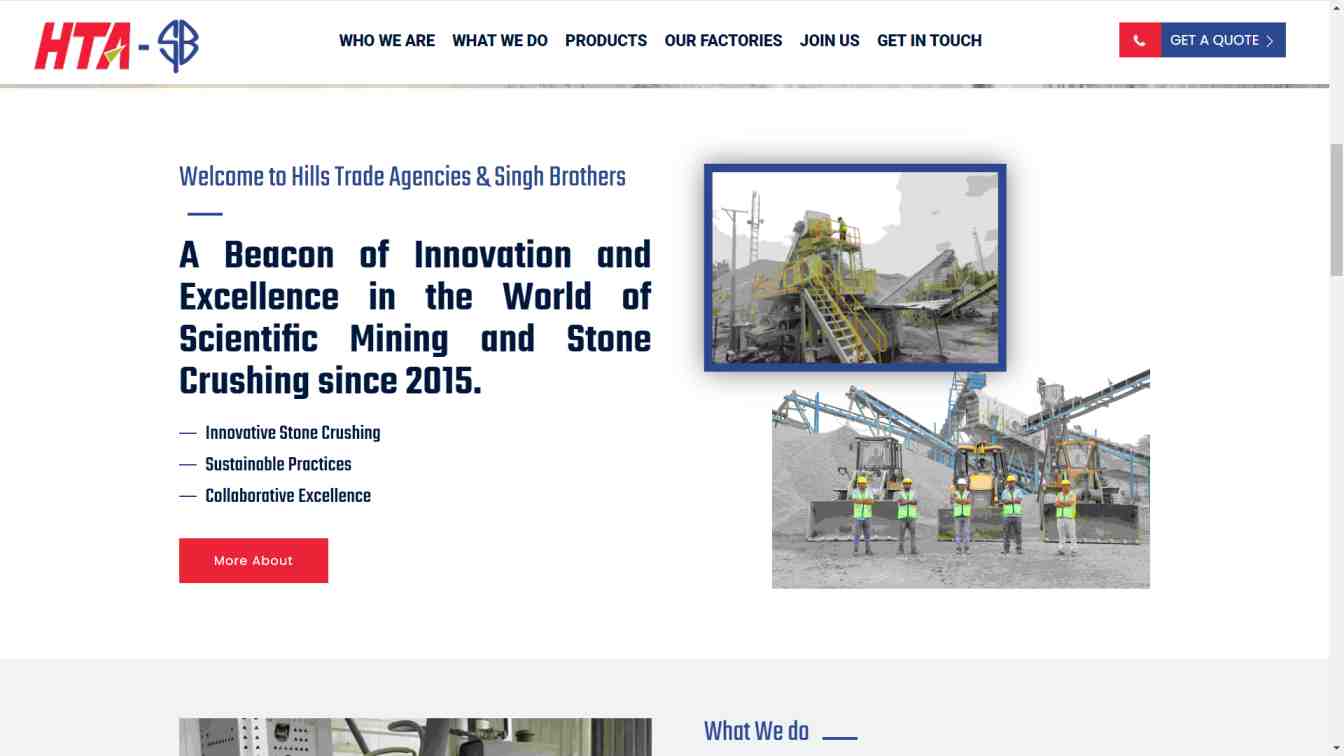 HTA - SB
WHO WE ARE
WHAT WE DO
PRODUCTS
OUR FACTORIES
JOIN US
GET IN TOUCH
GET A QUOTE
Welcome to Hills Trade Agencies & Singh Brothers
A Beacon of Innovation and
Excellence in the World of
Scientific Mining and Stone
Crushing since 2015.
Innovative Stone Crushing
Sustainable Practices
Collaborative Excellence
More About
What We do